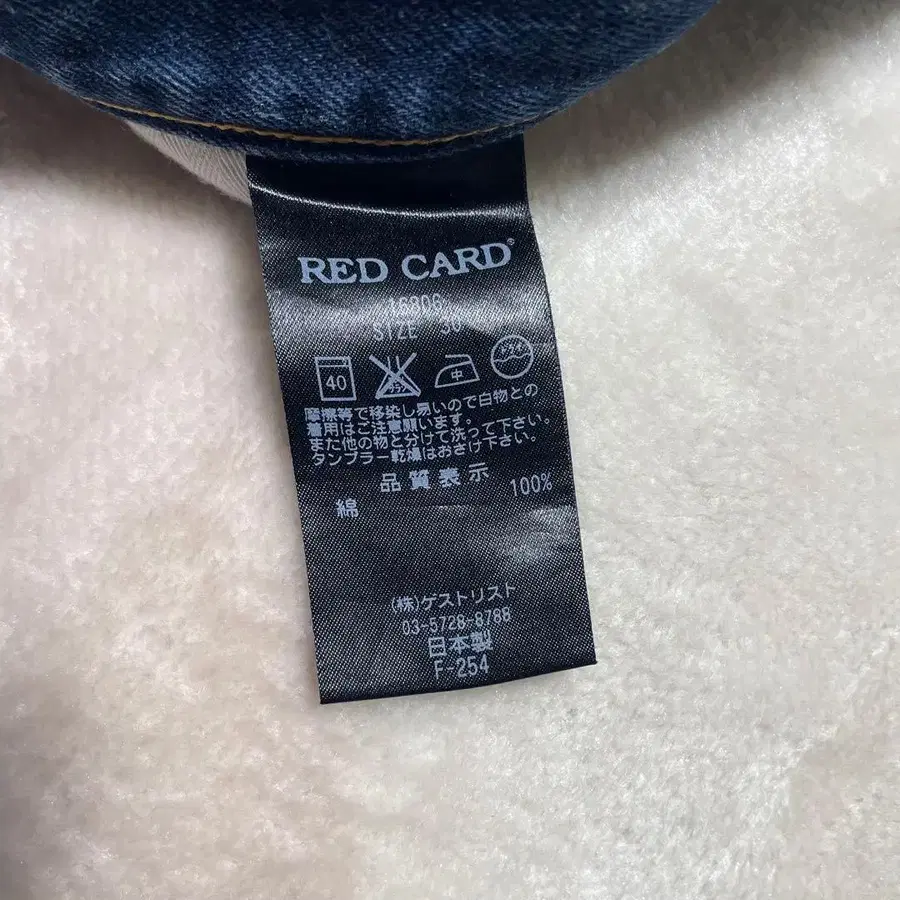 RED CARD®
16806
SIZE 30
40 中
摩擦等で移染し易いので白物との
着用はご注意願います。
また他の物と分けて洗って下さい。
タンブラー乾燥はおさけ下さい。
品質表示
綿 100%
(株)ゲストリスト
03-5728-8788
日本製
F-254